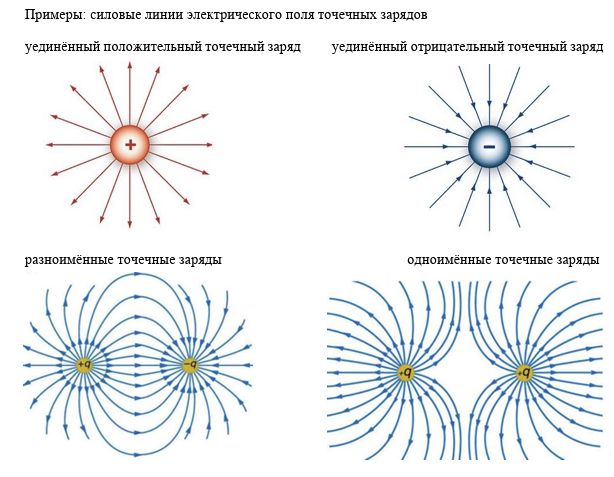 Примеры: силовые линии электрического поля точечных зарядов
уединённый положительный точечный заряд
уединённый отрицательный точечный заряд
+
−
разноимённые точечные заряды
одноимённые точечные заряды
+q
−q
+q
+q